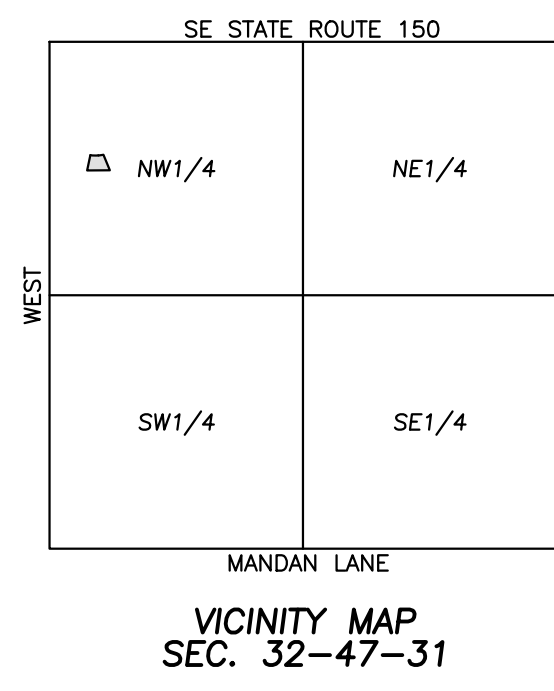 SE STATE ROUTE 150
NW1/4
NE1/4
WEST
SW1/4
SE1/4
MANDAN LANE
VICINITY MAP
SEC. 32-47-31